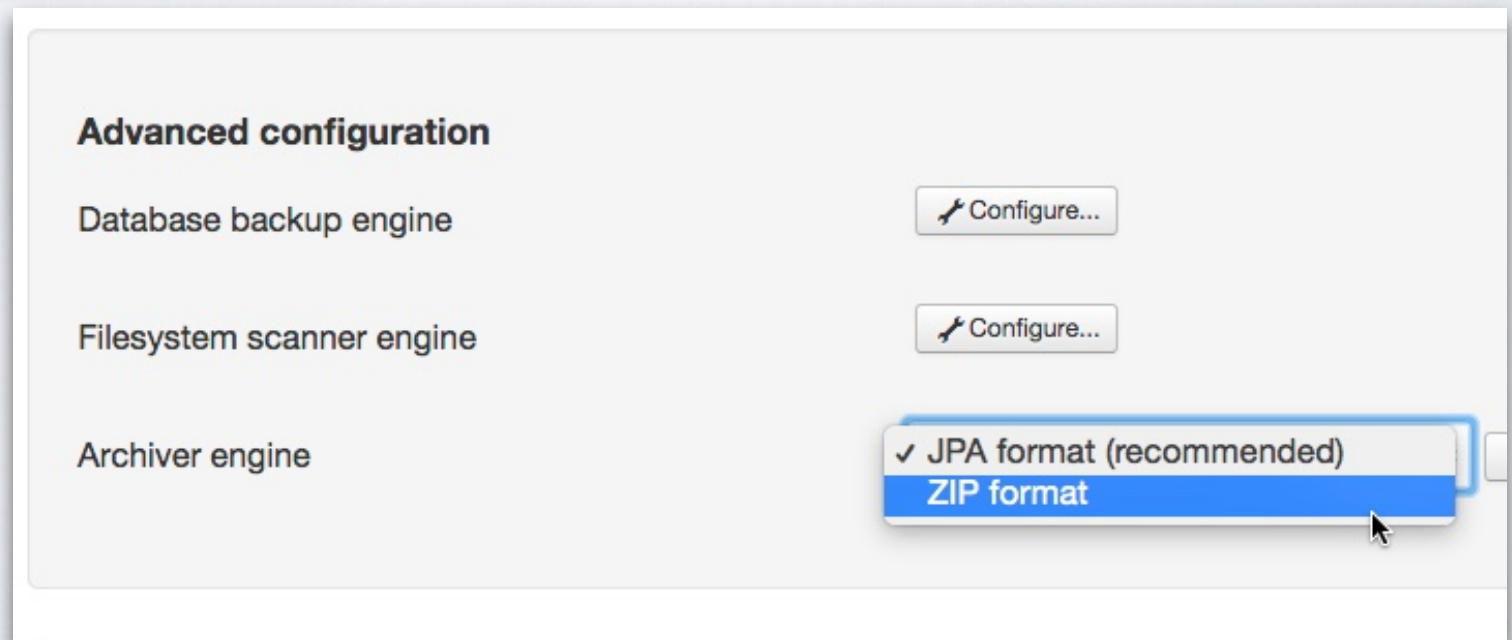 Advanced configuration
Database backup engine
Configure...
Filesystem scanner engine
Configure...
Archiver engine
✓ JPA format (recommended)
ZIP format